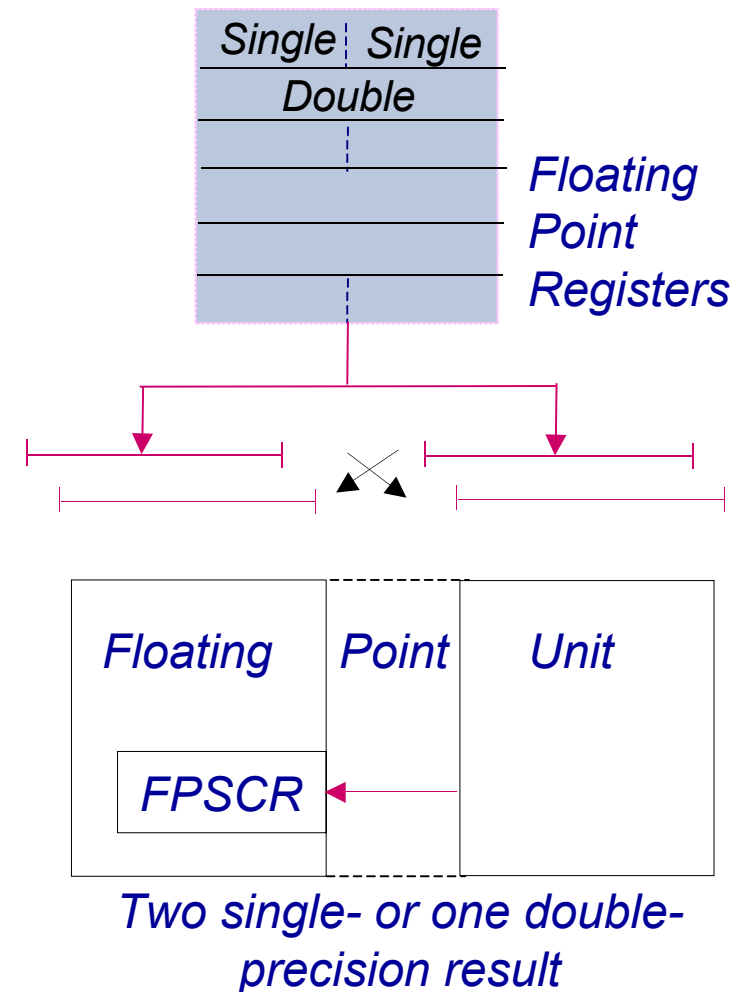 Single Single
Double
Floating
Point
Registers
Floating Point Unit
FPSCR
Two single- or one double-
precision result